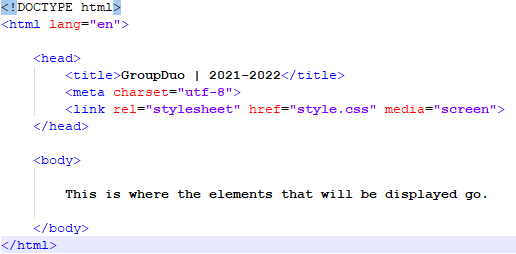 <!DOCTYPE html>
<html lang="en">
<head>
<title>GroupDuo | 2021-2022</title>
<meta charset="utf-8">
<link rel="stylesheet" href="style.css" media="screen">
</head>
<body>
This is where the elements that will be displayed go.
</body>
</html>